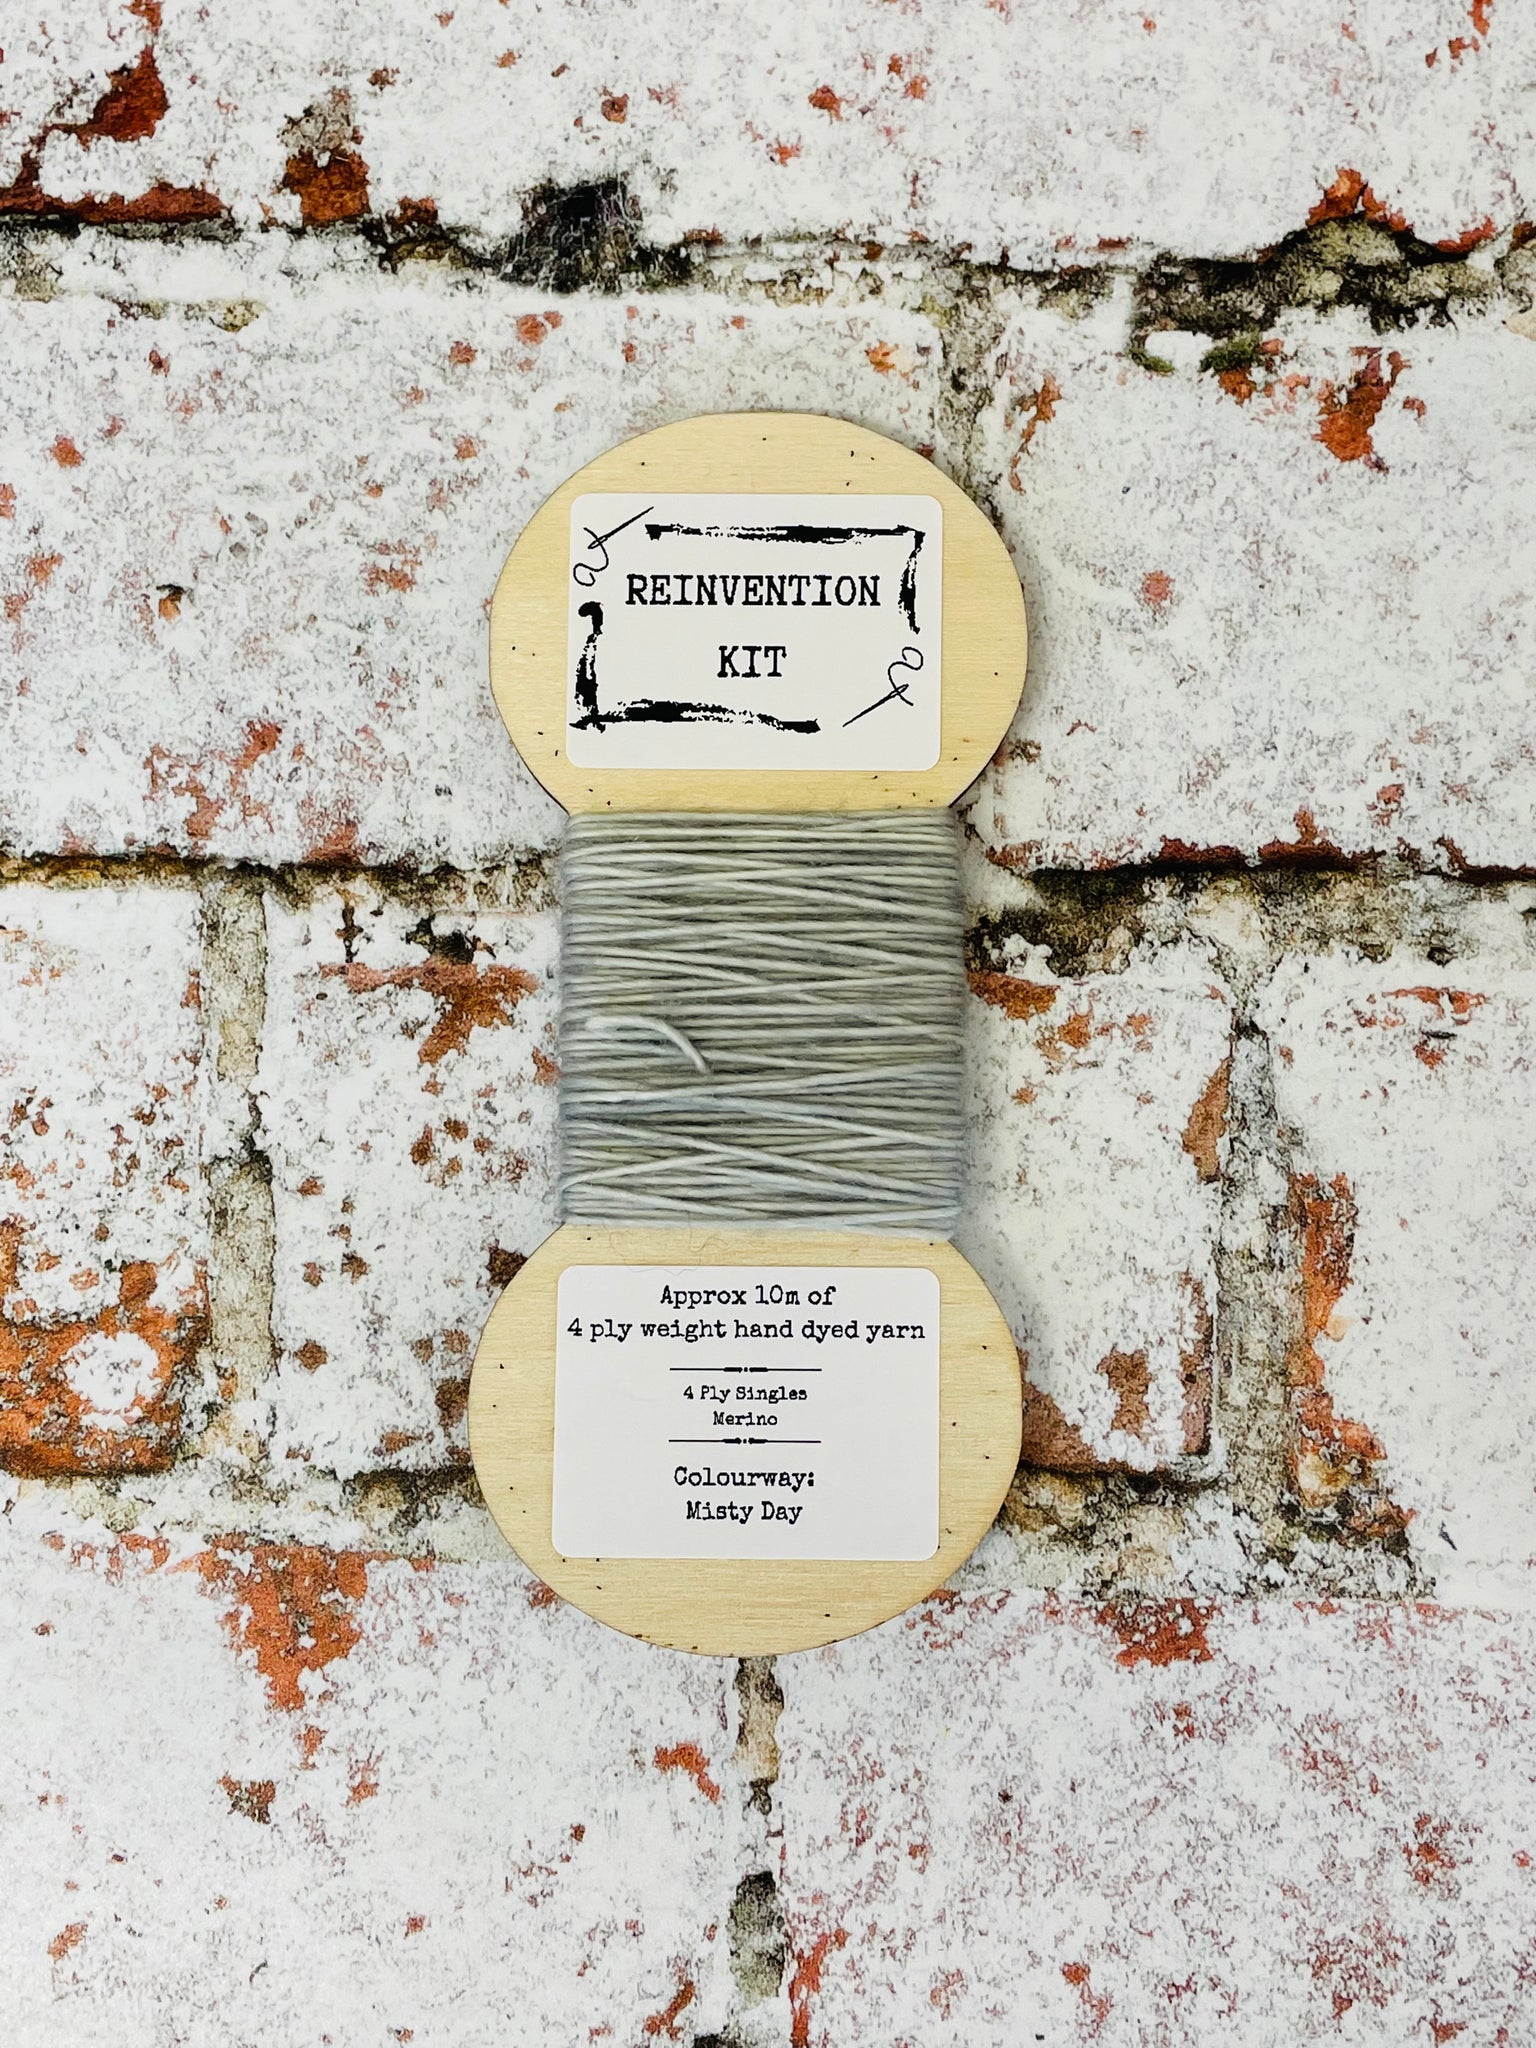 REINVENTION
KIT
Approx 10m of
4 ply weight hand dyed yarn
4 Ply Singles
Merino
Colourway:
Misty Day